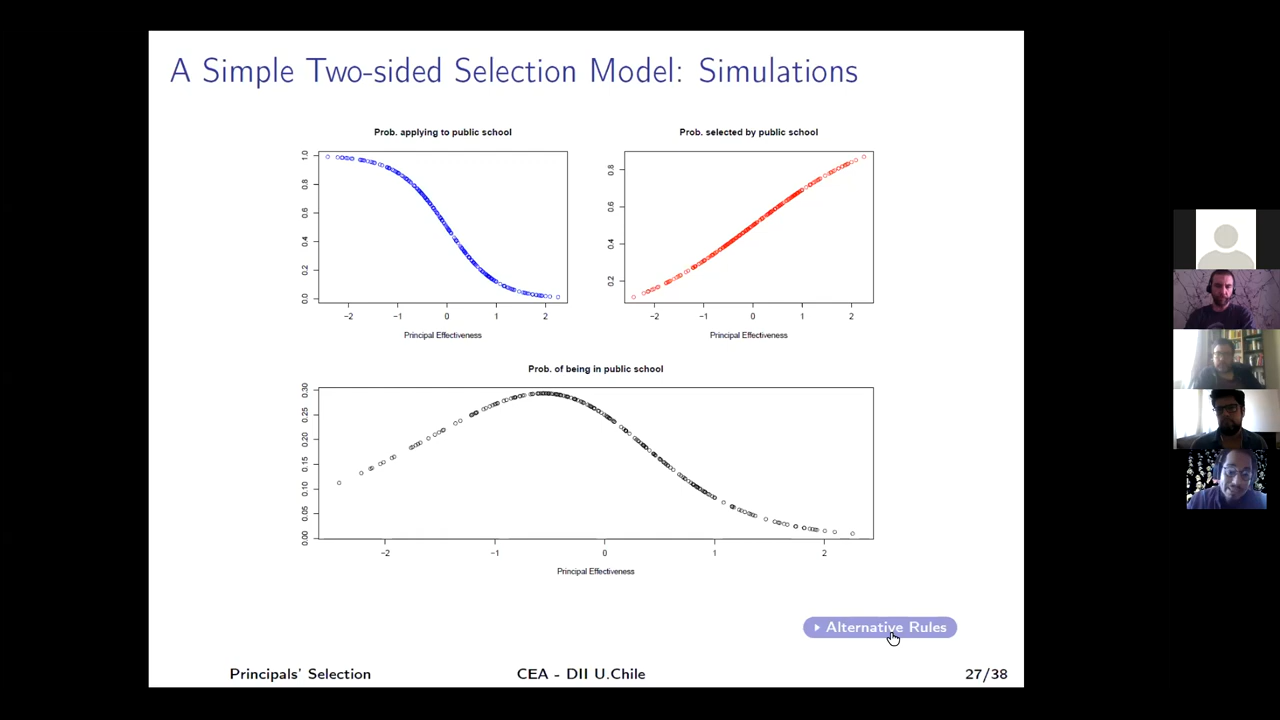 A Simple Two-sided Selection Model: Simulations
Prob. applying to public school
1.0
0.8
0.6
0.4
0.2
0.0
−2 −1 0 1 2
Principal Effectiveness
Prob. selected by public school
0.8
0.6
0.4
0.2
−2 −1 0 1 2
Principal Effectiveness
Prob. of being in public school
0.30
0.25
0.20
0.15
0.10
0.05
0.00
−2 −1 0 1 2
Principal Effectiveness
Alternative Rules
Principals' Selection CEA - DII U.Chile 27/38